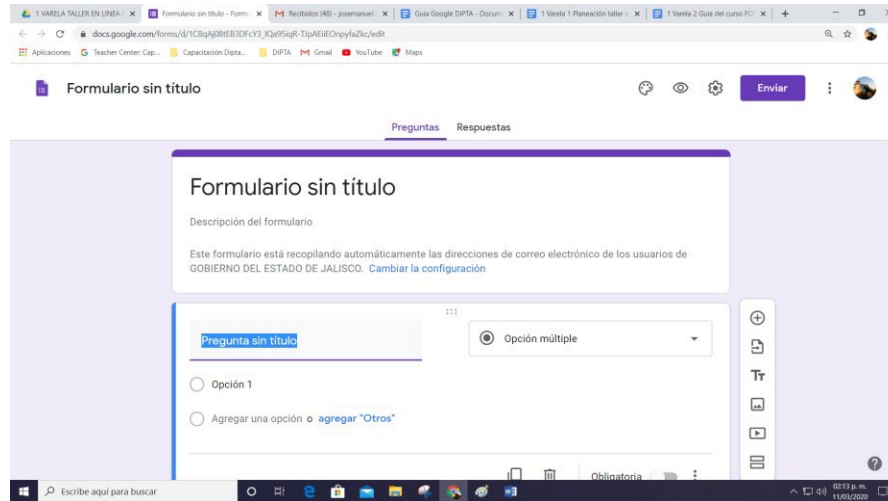 1 VARELA TALLER EN LINEA
Formulario sin título - Formu
Recibidos (40) - josemanuel.
Guia Google DIPTA - Docum
1 Varela 1 Planeación taller
1 Varela 2 Guia del curso FO
docs.google.com/forms/d/
/edit
Aplicaciones
Teacher Center: Cap...
Capacitación Dipta...
DIPTA
Gmail
YouTube
Maps
Formulario sin título
Enviar
Preguntas
Respuestas
Formulario sin título
Descripción del formulario
Este formulario está recopilando automáticamente las direcciones de correo electrónico de los usuarios de
GOBIERNO DEL ESTADO DE JALISCO. Cambiar la configuración
Pregunta sin título
Opción múltiple
Opción 1
Agregar una opción o agregar "Otros"
Tт
Obligatoria
Escribe aquí para buscar
02:13 p. m.
11/03/2020